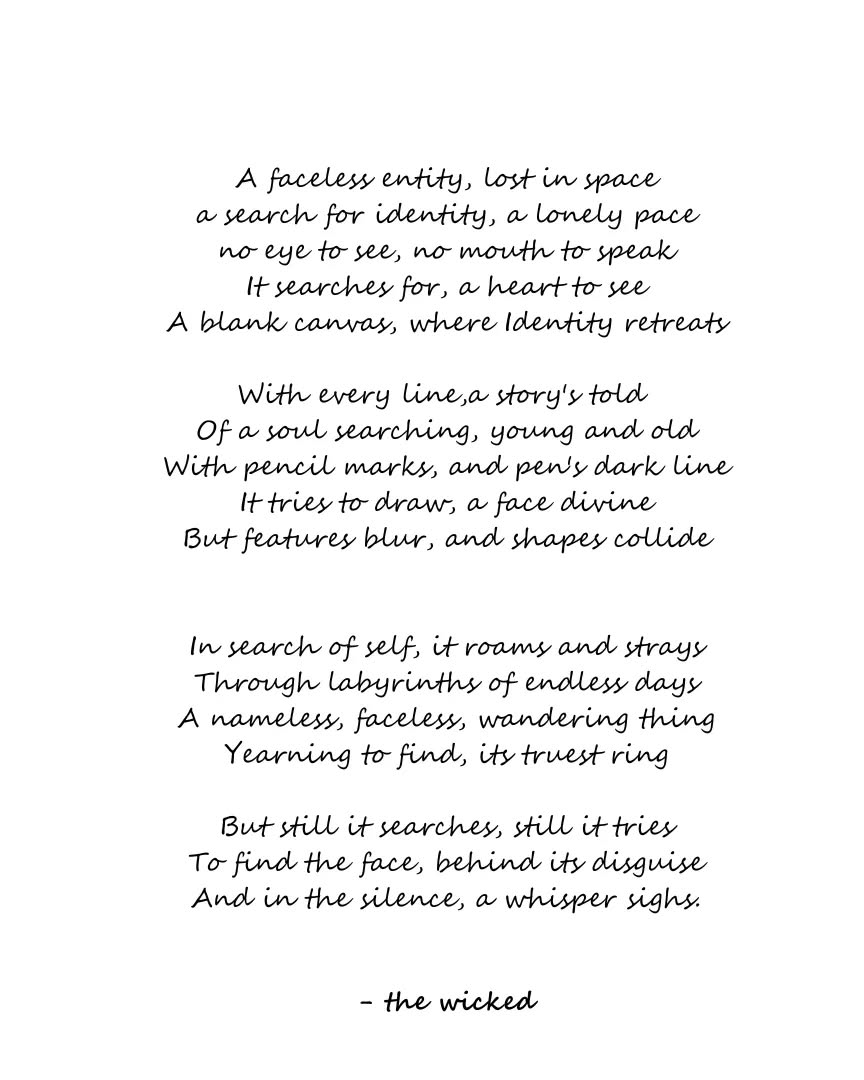 A faceless entity, lost in space
a search for identity, a lonely pace
no eye to see, no mouth to speak
It searches for, a heart to see
A blank canvas, where Identity retreats
With every line,a story's told
Of a soul searching, young and old
With pencil marks, and pen's dark line
It tries to draw, a face divine
But features blur, and shapes collide
In search of self, it roams and strays
Through labyrinths of endless days
A nameless, faceless, wandering thing
Yearning to find, its truest ring
But still it searches, still it tries
To find the face, behind its disguise
And in the silence, a whisper sighs.
- the wicked